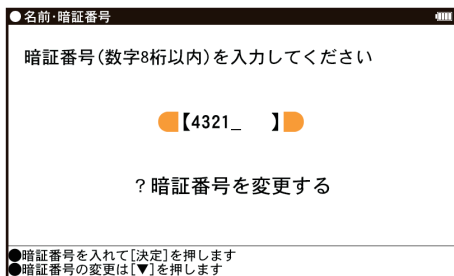 ●名前・暗証番号
暗証番号(数字8桁以内)を入力してください
【4321_ 】
?暗証番号を変更する
●暗証番号を入れて[決定]を押します
●暗証番号の変更は[▼]を押します